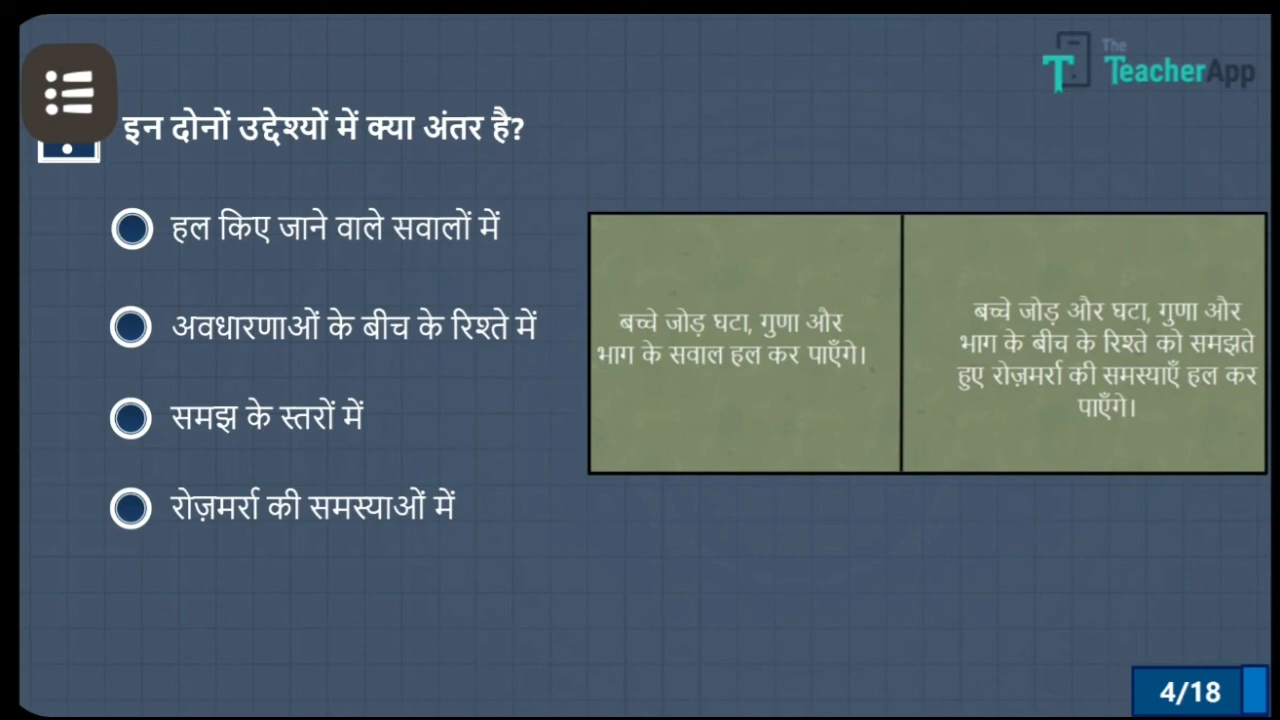 The
TeacherApp
इन दोनों उद्देश्यों में क्या अंतर है?
हल किए जाने वाले सवालों में
अवधारणाओं के बीच के रिश्ते में
समझ के स्तरों में
रोज़मर्रा की समस्याओं में
बच्चे जोड़ घटा, गुणा और
भाग के सवाल हल कर पाएँगे।
बच्चे जोड़ और घटा, गुणा और
भाग के बीच के रिश्ते को समझते
हुए रोज़मर्रा की समस्याएँ हल कर
पाएँगे।
4/18